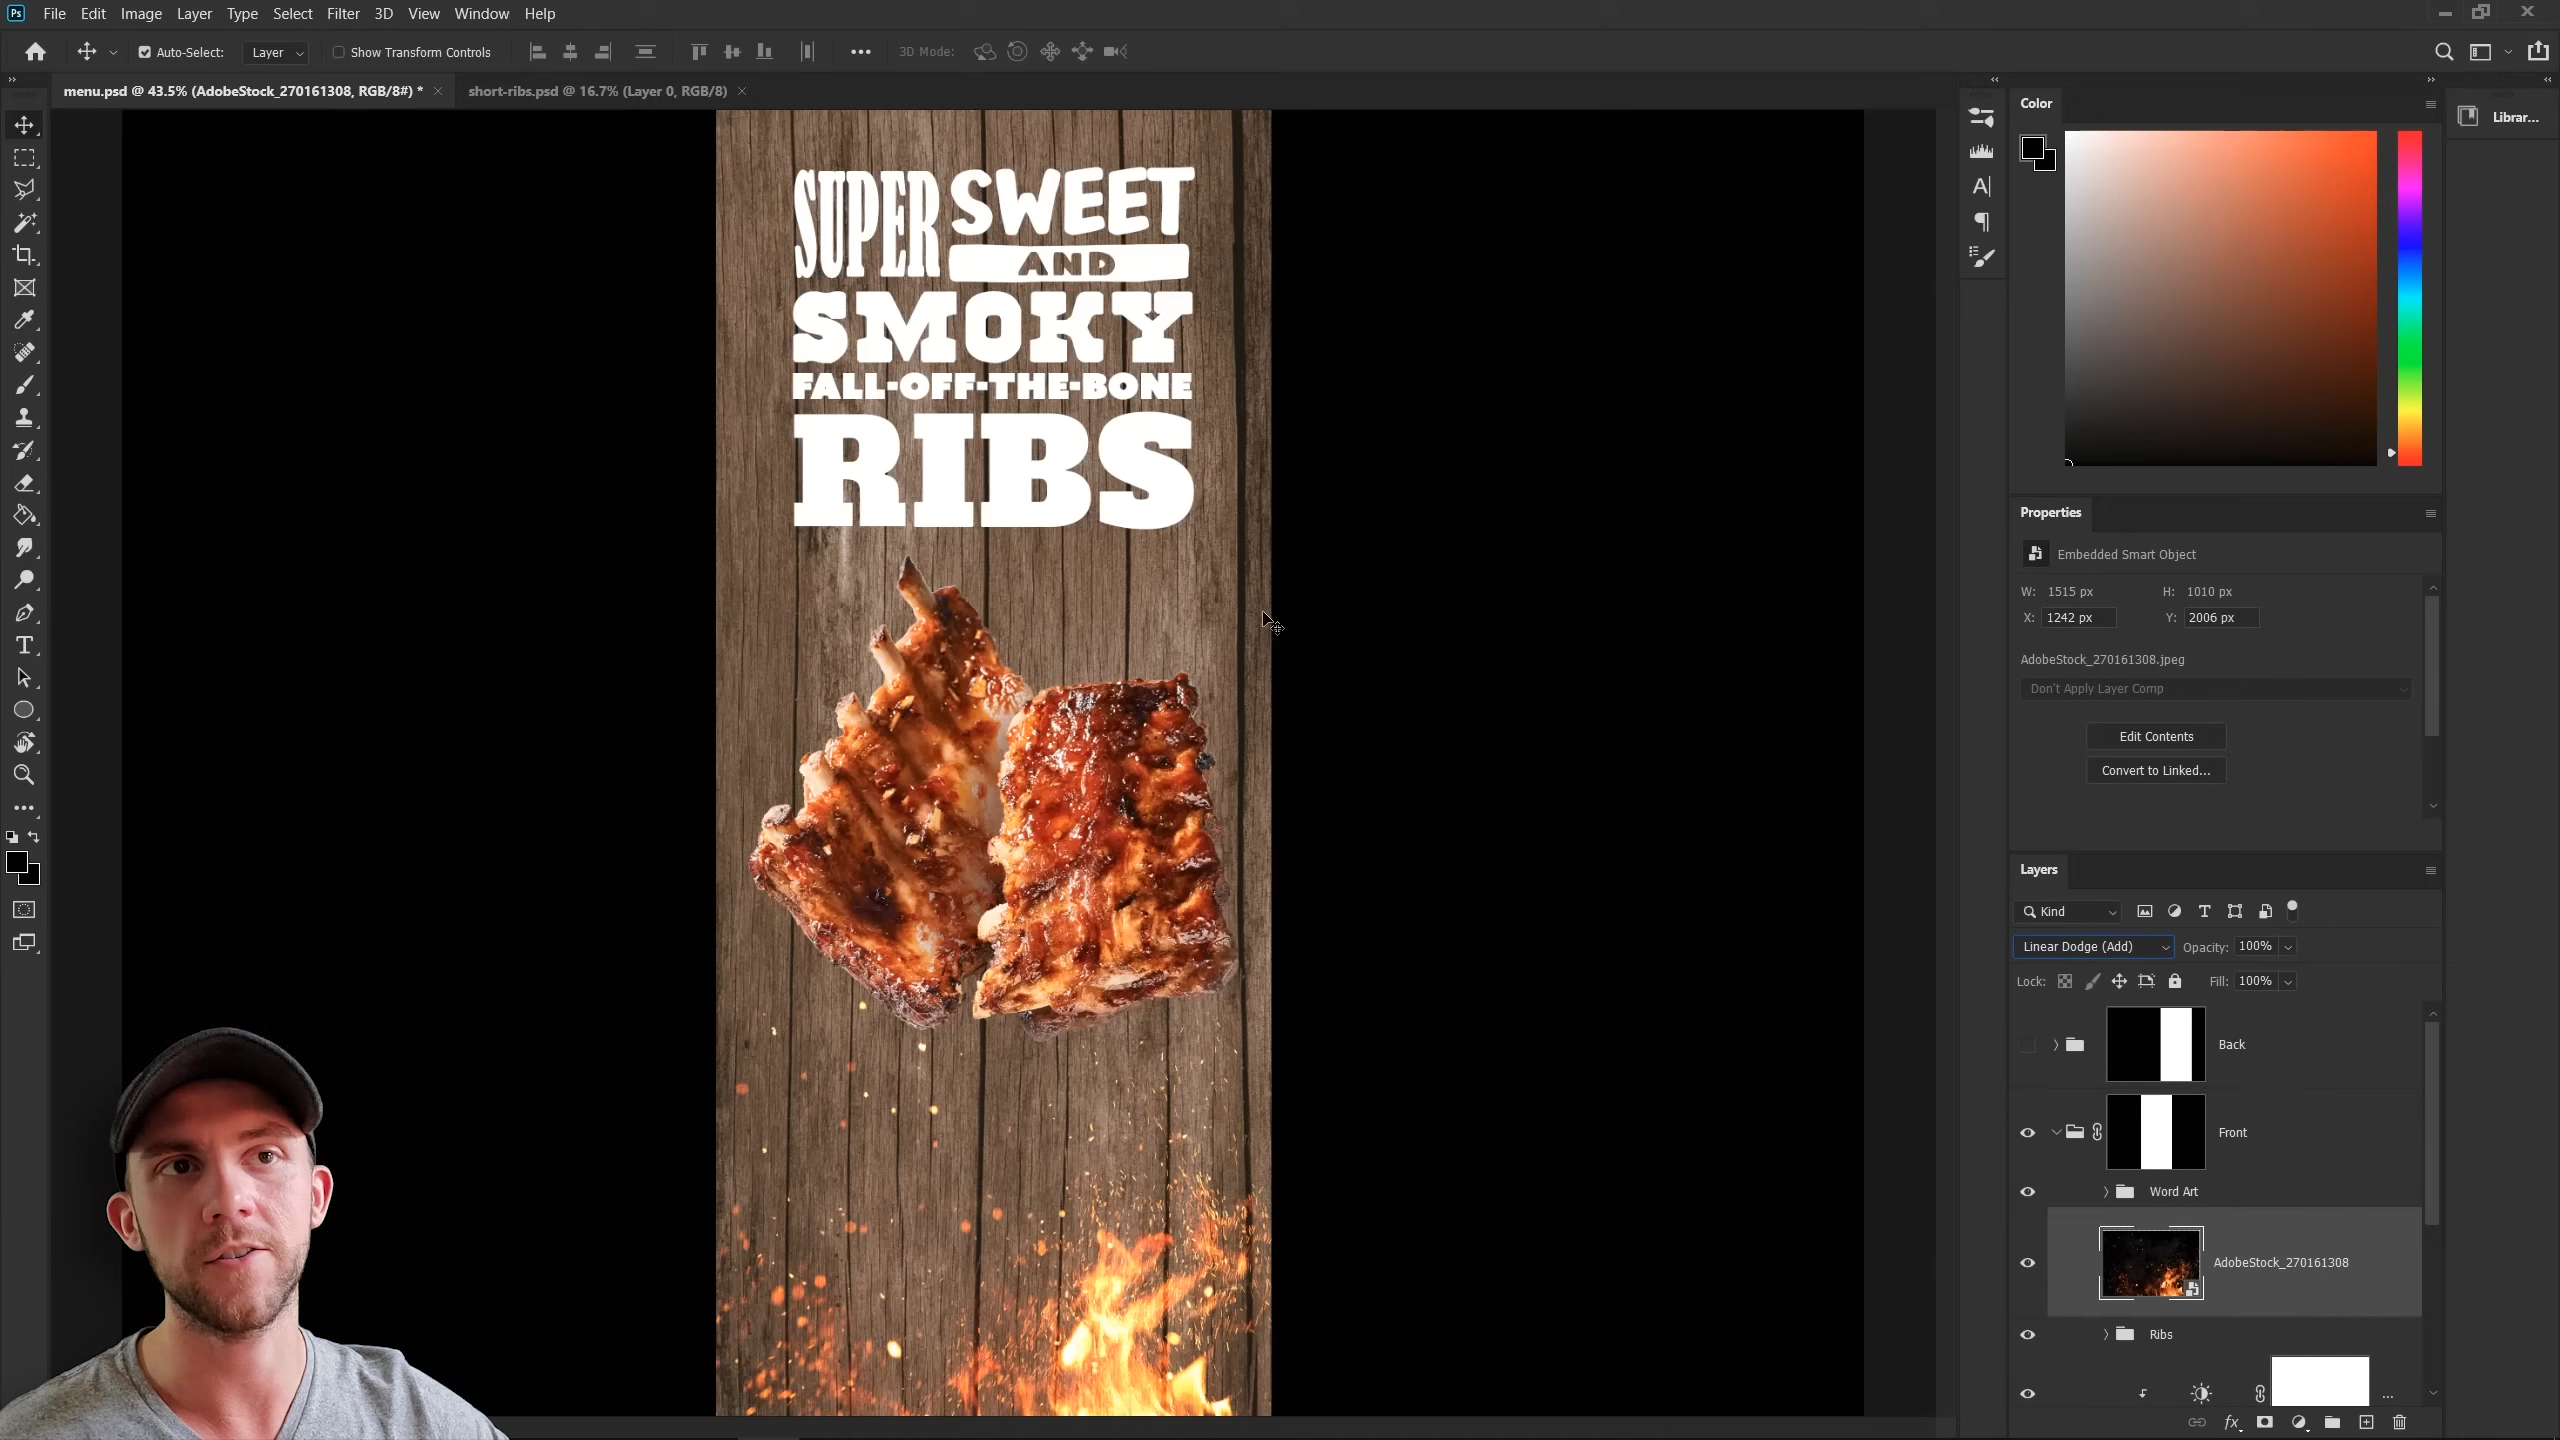 Ps File Edit Image Layer Type Select Filter 3D View Window Help
Auto-Select: Layer Show Transform Controls 3D Mode:
menu.psd @ 43.5% (AdobeStock_270161308, RGB/8#) * short-ribs.psd @ 16.7% (Layer 0, RGB/8)
SUPER SWEET
AND
SMOKY
FALL-OFF-THE-BONE
RIBS
Color
Librar...
Properties
Embedded Smart Object
W: 1515 px H: 1010 px
X: 1242 px Y: 2006 px
AdobeStock_270161308.jpeg
Don't Apply Layer Comp
Edit Contents
Convert to Linked...
Layers
Kind
Linear Dodge (Add) Opacity: 100%
Lock: Fill: 100%
Back
Front
Word Art
AdobeStock_270161308
Ribs
...
fx